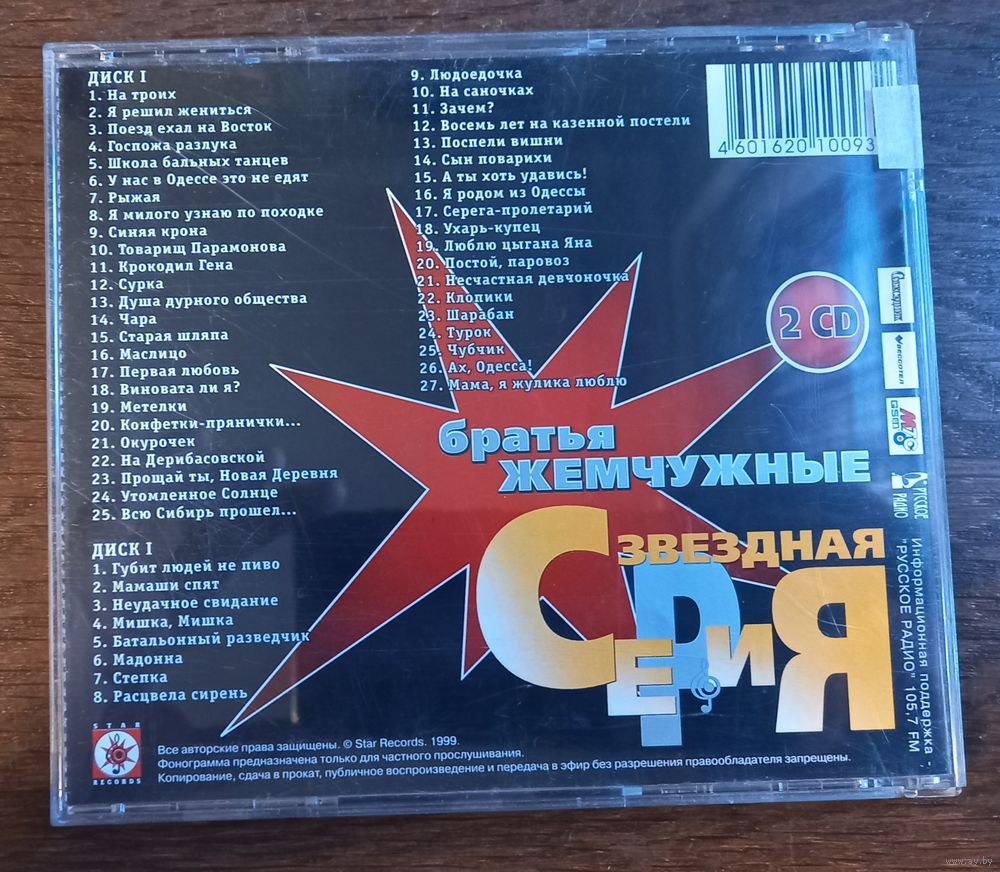 ДИСК I
1. На троих
2. Я решил жениться
3. Поезд ехал на Восток
4. Госпожа разлука
5. Школа бальных танцев
6. У нас в Одессе это не едят
7. Рыжая
8. Я милого узнаю по походке
9. Синяя крона
10. Товарищ Парамонова
11. Крокодил Гена
12. Сурка
13. Душа дурного общества
14. Чара
15. Старая шляпа
16. Маслицо
17. Первая любовь
18. Виновата ли я?
19. Метелки
20. Конфетки-прянички...
21. Окурочек
22. На Дерибасовской
23. Прощай ты, Новая Деревня
24. Утомленное Солнце
25. Всю Сибирь прошел...
ДИСК I
1. Губит людей не пиво
2. Мамаши спят
3. Неудачное свидание
4. Мишка, Мишка
5. Батальонный разведчик
6. Мадонна
7. Степка
8. Расцвела сирень
9. Людоедочка
10. На саночках
11. Зачем?
12. Восемь лет на казенной постели
13. Поспели вишни
14. Сын поварихи
15. А ты хоть удавись!
16. Я родом из Одессы
17. Серега-пролетарий
18. Ухарь-купец
19. Люблю цыгана Яна
20. Постой, паровоз
21. Несчастная девчоночка
22. Клопики
23. Шарабан
24. Турок
25. Чубчик
26. Ах, Одесса!
27. Мама, я жулика люблю
4 601620 10093
2 CD
братья
ЖЕМЧУЖНЫЕ
ЗВЕЗДНАЯ
СЕРИЯ
ВЕССОТЕЛ
GSM
РУССКОЕ
РАДИО
Информационная поддержка -
"РУССКОЕ РАДИО" 105.7 FM
STAR
RECORDS
Все авторские права защищены. © Star Records. 1999.
Фонограмма предназначена только для частного прослушивания.
Копирование, сдача в прокат, публичное воспроизведение и передача в эфир без разрешения правообладателя запрещены.
www.ay.by